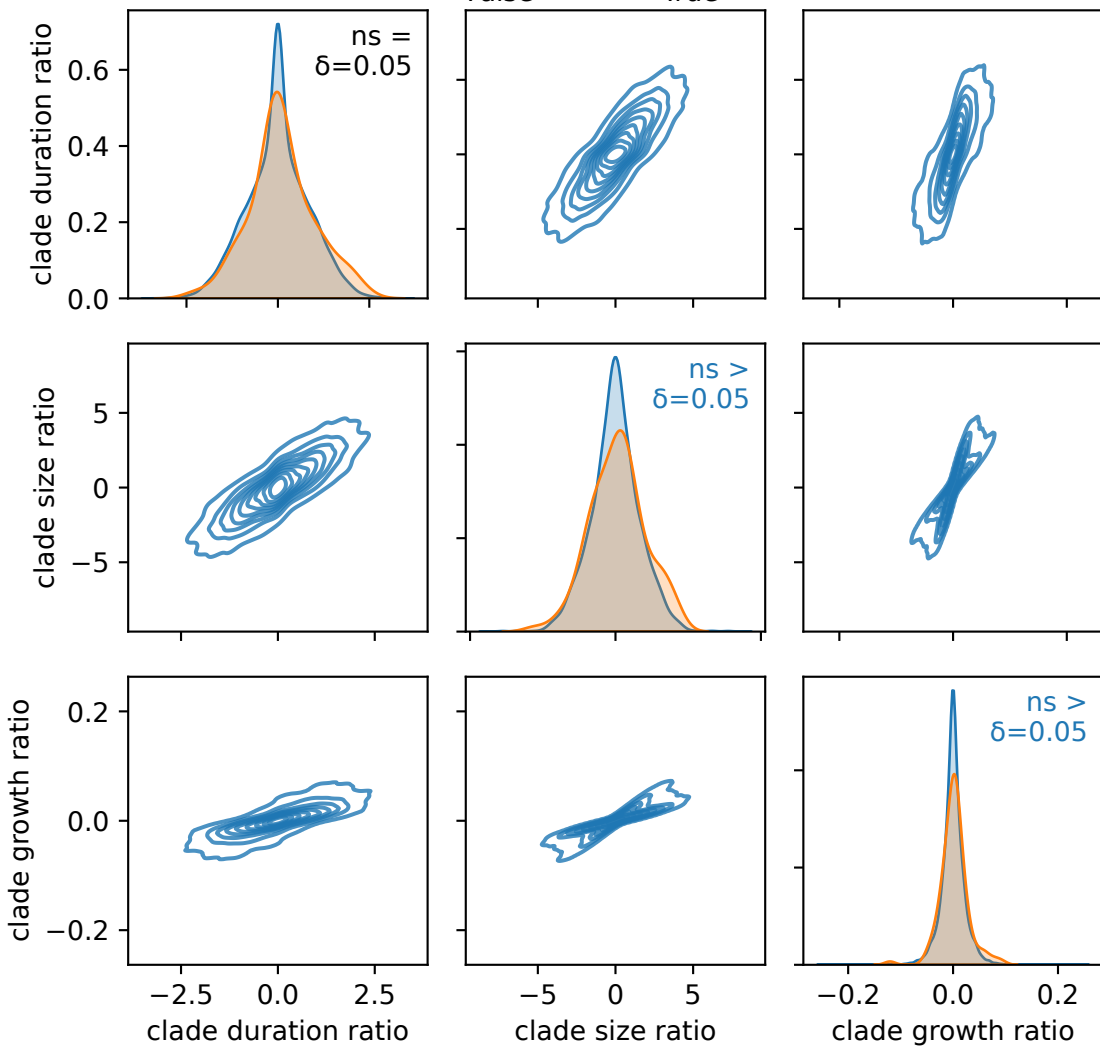 clade duration ratio
0.6
0.4
0.2
0.0
ns =
δ=0.05
clade size ratio
5
0
−5
ns >
δ=0.05
clade growth ratio
0.2
0.0
−0.2
ns >
δ=0.05
−2.5 0.0 2.5
−5 0 5
−0.2 0.0 0.2
clade duration ratio
clade size ratio
clade growth ratio